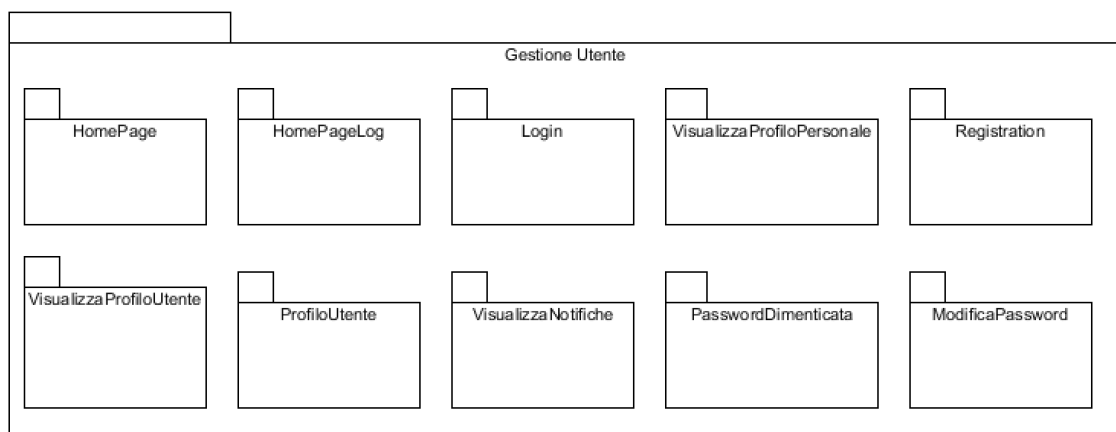 Gestione Utente
HomePage
HomePageLog
Login
VisualizzaProfiloPersonale
Registration
VisualizzaProfiloUtente
ProfiloUtente
VisualizzaNotifiche
PasswordDimenticata
ModificaPassword